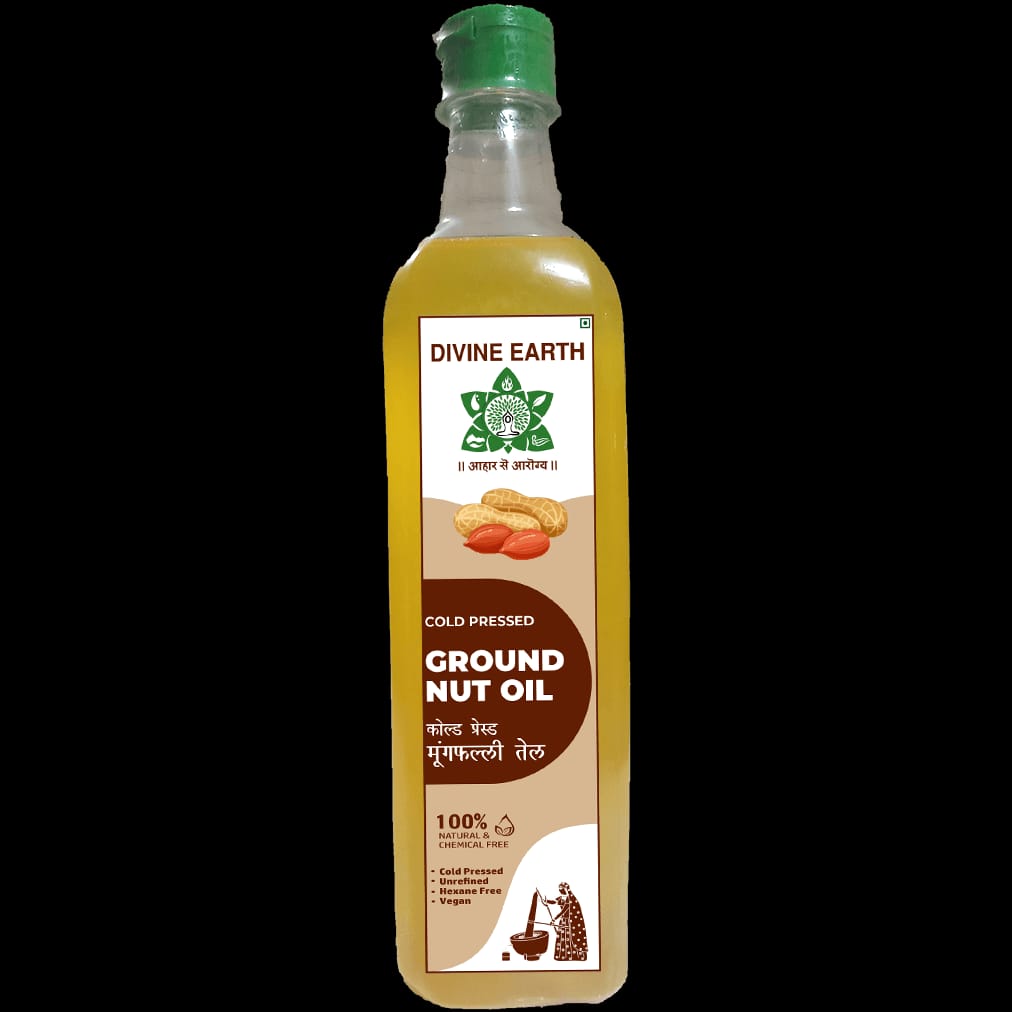 DIVINE EARTH
|| आहार से आरोग्य ||
COLD PRESSED
GROUND
NUT OIL
कोल्ड प्रेस्ड
मूंगफल्ली तेल
100%
NATURAL &
CHEMICAL FREE
• Cold Pressed
• Unrefined
• Hexane Free
• Vegan